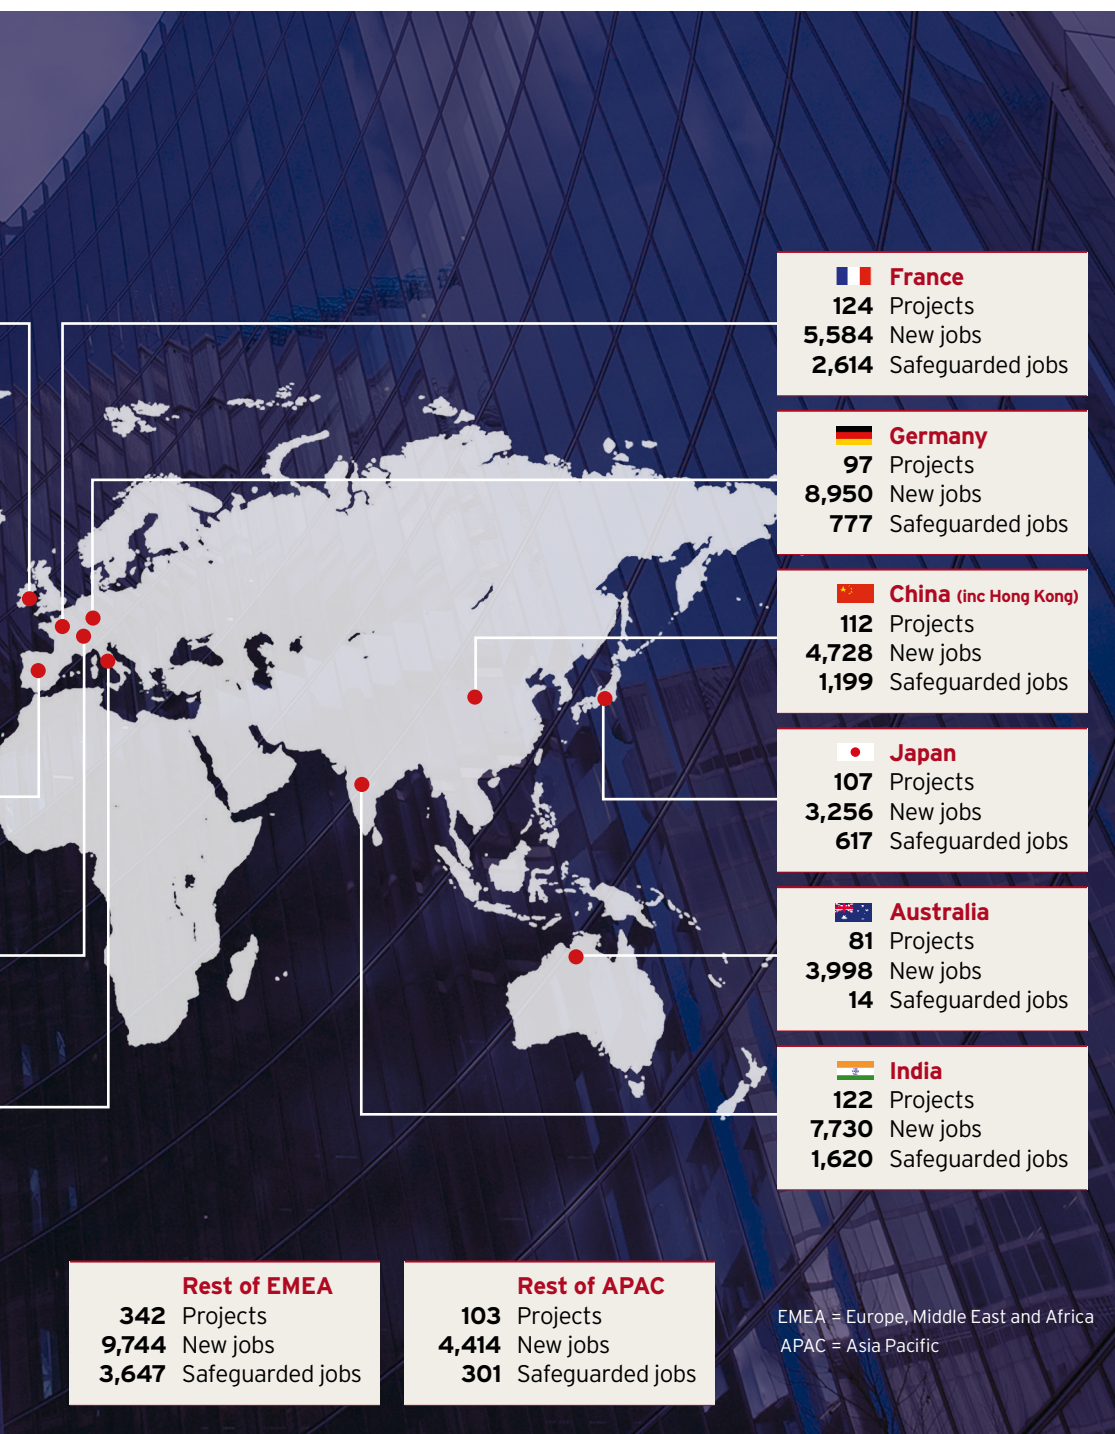 France
124 Projects
5,584 New jobs
2,614 Safeguarded jobs
Germany
97 Projects
8,950 New jobs
777 Safeguarded jobs
China (inc Hong Kong)
112 Projects
4,728 New jobs
1,199 Safeguarded jobs
Japan
107 Projects
3,256 New jobs
617 Safeguarded jobs
Australia
81 Projects
3,998 New jobs
14 Safeguarded jobs
India
122 Projects
7,730 New jobs
1,620 Safeguarded jobs
Rest of EMEA
342 Projects
9,744 New jobs
3,647 Safeguarded jobs
Rest of APAC
103 Projects
4,414 New jobs
301 Safeguarded jobs
EMEA = Europe, Middle East and Africa
APAC = Asia Pacific